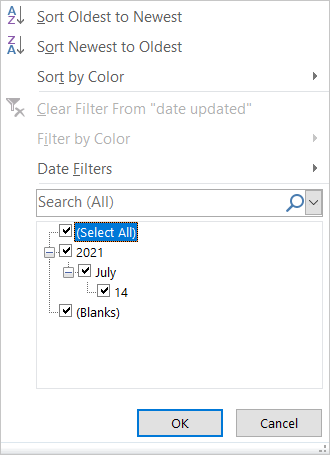 A
Z
Sort Oldest to Newest
Z
A
Sort Newest to Oldest
Sort by Color
Clear Filter From "date updated"
Filter by Color
Date Filters
Search (All)
(Select All)
2021
July
14
(Blanks)
OK
Cancel